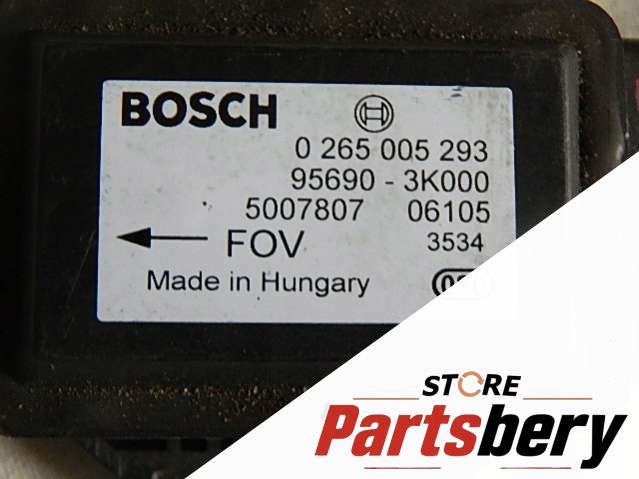 BOSCH
0 265 005 293
95690 - 3K000
5007807 06105
FOV 3534
Made in Hungary
STORE
Partsbery